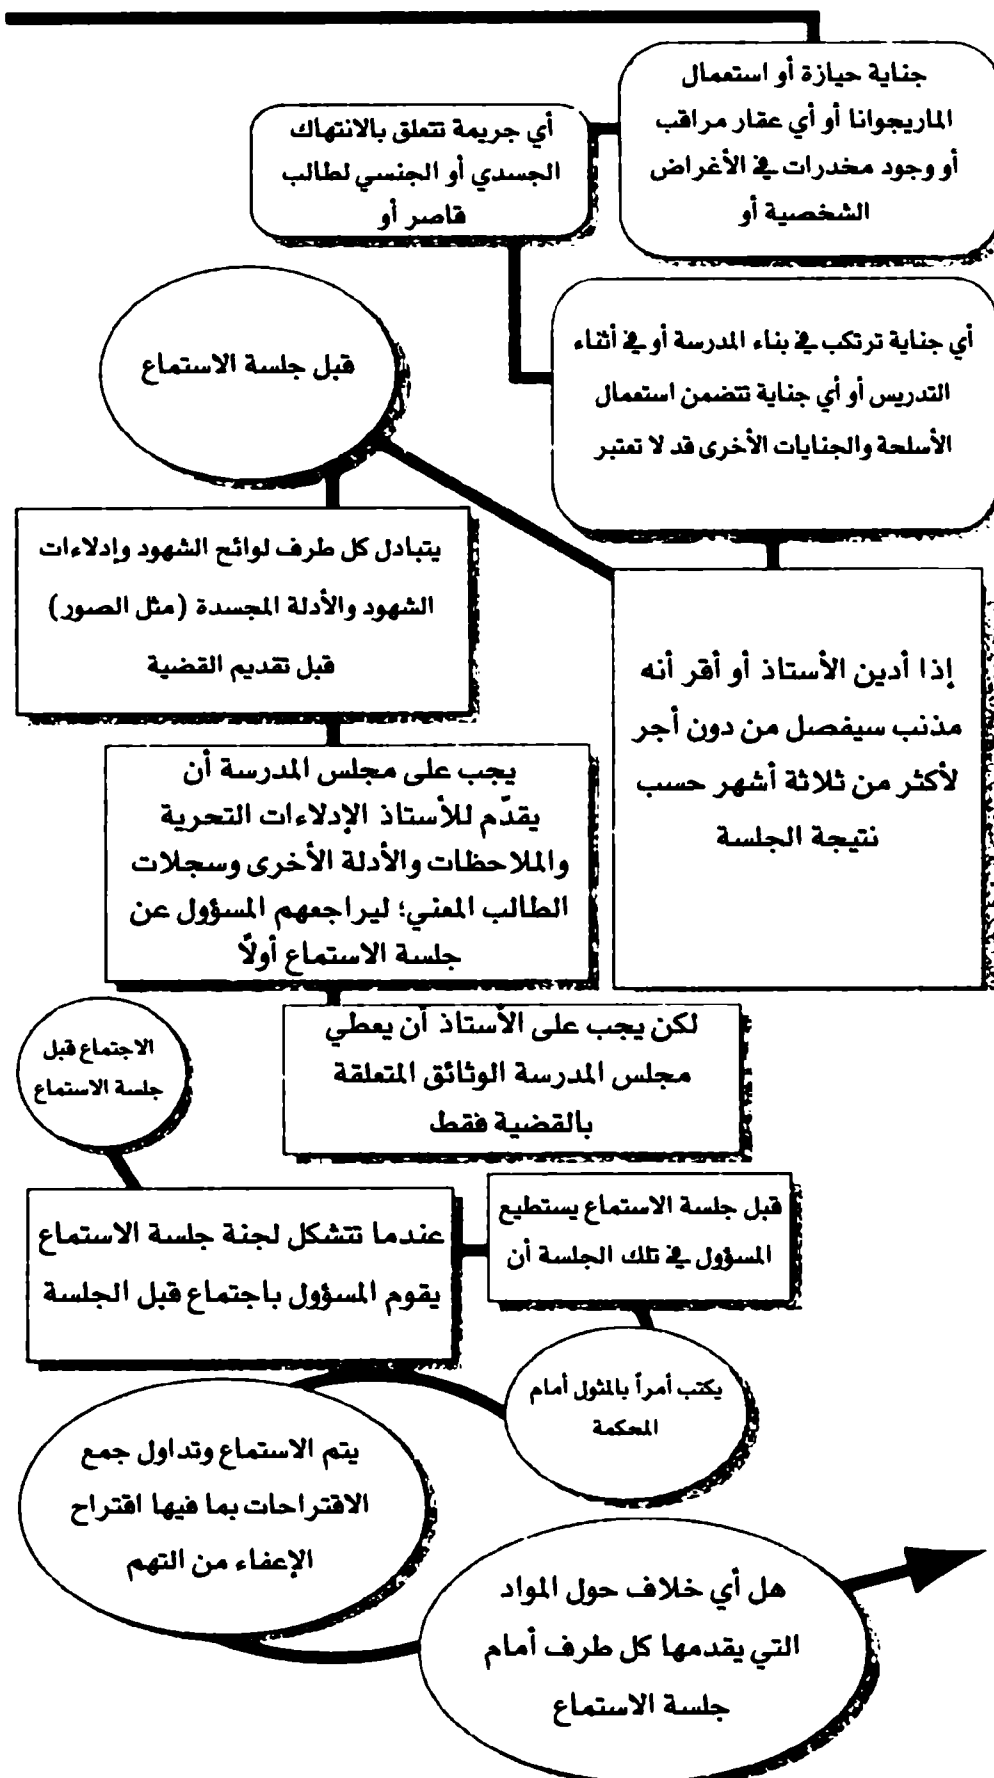 جناية حيازة أو استعمال
الماريجوانا أو أي عقار مراقب
أو وجود مخدرات في الأغراض
الشخصية أو
أي جريمة تتعلق بالانتهاك
الجسدي أو الجنسي لطالب
قاصر أو
أي جناية ترتكب في بناء المدرسة أو في أثناء
التدريس أو أي جناية تتضمن استعمال
الأسلحة والجنايات الأخرى قد لا تعتبر
إذا أدين الأستاذ أو أقر أنه
مذنب سيفصل من دون أجر
لأكثر من ثلاثة أشهر حسب
نتيجة الجلسة
قبل جلسة الاستماع
يتبادل كل طرف لوائح الشهود وإدلاءات
الشهود والأدلة المجسدة (مثل الصور)
قبل تقديم القضية
يجب على مجلس المدرسة أن
يقدّم للأستاذ الإدلاءات التحرية
والملاحظات والأدلة الأخرى وسجلات
الطالب المعني؛ ليراجعهم المسؤول عن
جلسة الاستماع أولًا
لكن يجب على الأستاذ أن يعطي
مجلس المدرسة الوثائق المتعلقة
بالقضية فقط
الاجتماع قبل
جلسة الاستماع
عندما تتشكل لجنة جلسة الاستماع
يقوم المسؤول باجتماع قبل الجلسة
قبل جلسة الاستماع يستطيع
المسؤول في تلك الجلسة أن
يكتب أمراً بالمثول أمام
المحكمة
يتم الاستماع وتداول جمع
الاقتراحات بما فيها اقتراح
الإعفاء من التهم
هل أي خلاف حول المواد
التي يقدمها كل طرف أمام
جلسة الاستماع